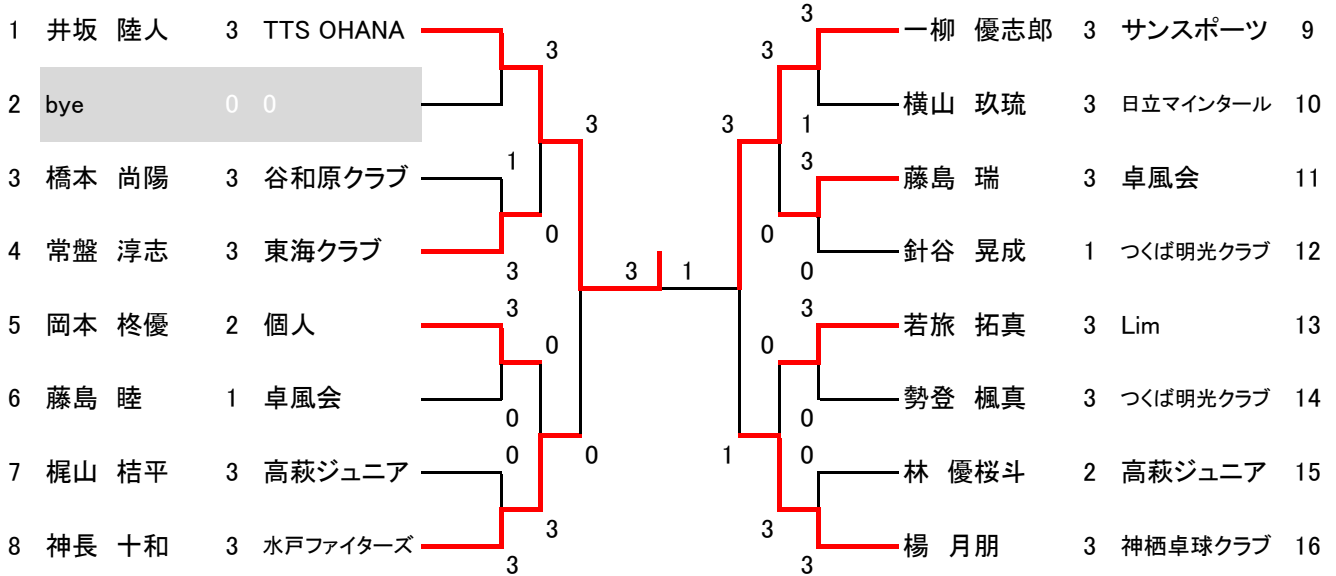 1 井坂 陸人 3 TTS OHANA
2 bye 0 0
3 橋本 尚陽 3 谷和原クラブ
4 常盤 淳志 3 東海クラブ
5 岡本 柊優 2 個人
6 藤島 睦 1 卓風会
7 梶山 桔平 3 高萩ジュニア
8 神長 十和 3 水戸ファイターズ
3
3
1
0
3
3
0
0
0
0
3
3
3 1
3
3
3
1
3
0
0
3
0
0
1
0
3
一柳 優志郎 3 サンスポーツ 9
横山 玖琉 3 日立マインタール 10
藤島 瑞 3 卓風会 11
針谷 晃成 1 つくば明光クラブ 12
若旅 拓真 3 Lim 13
勢登 楓真 3 つくば明光クラブ 14
林 優桜斗 2 高萩ジュニア 15
楊 月朋 3 神栖卓球クラブ 16